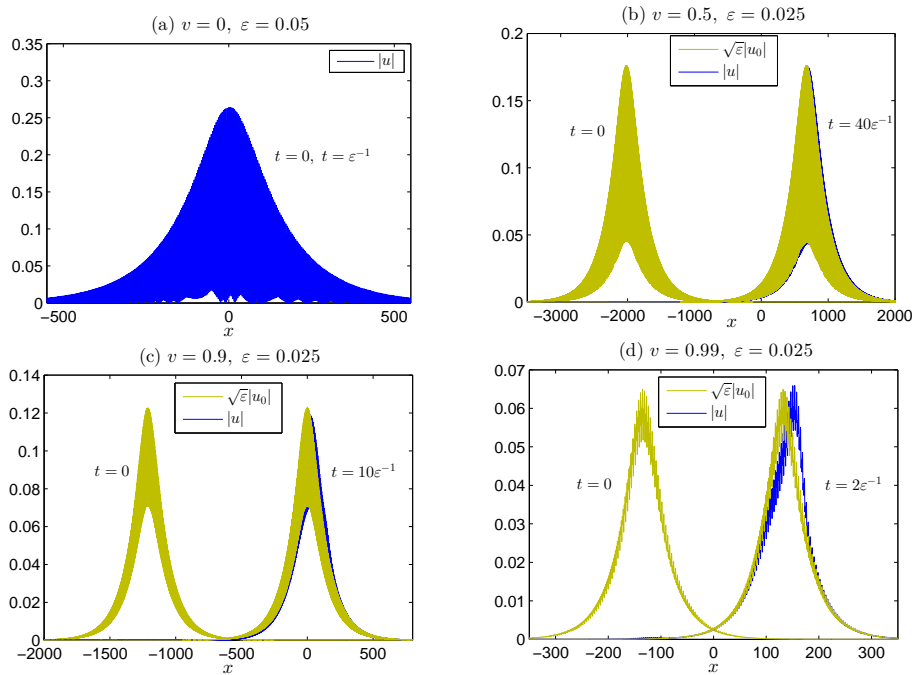 (a) v = 0, ε = 0.05
0.35
0.3
0.25
0.2
0.15
0.1
0.05
0
|u|
t = 0, t = ε⁻¹
−500 0 500
x
(b) v = 0.5, ε = 0.025
0.2
0.15
0.1
0.05
0
√ε|u₀|
|u|
t = 0
t = 40ε⁻¹
−3000 −2000 −1000 0 1000 2000
x
(c) v = 0.9, ε = 0.025
0.14
0.12
0.1
0.08
0.06
0.04
0.02
0
√ε|u₀|
|u|
t = 0
t = 10ε⁻¹
−2000 −1500 −1000 −500 0 500
x
(d) v = 0.99, ε = 0.025
0.07
0.06
0.05
0.04
0.03
0.02
0.01
0
√ε|u₀|
|u|
t = 0
t = 2ε⁻¹
−300 −200 −100 0 100 200 300
x